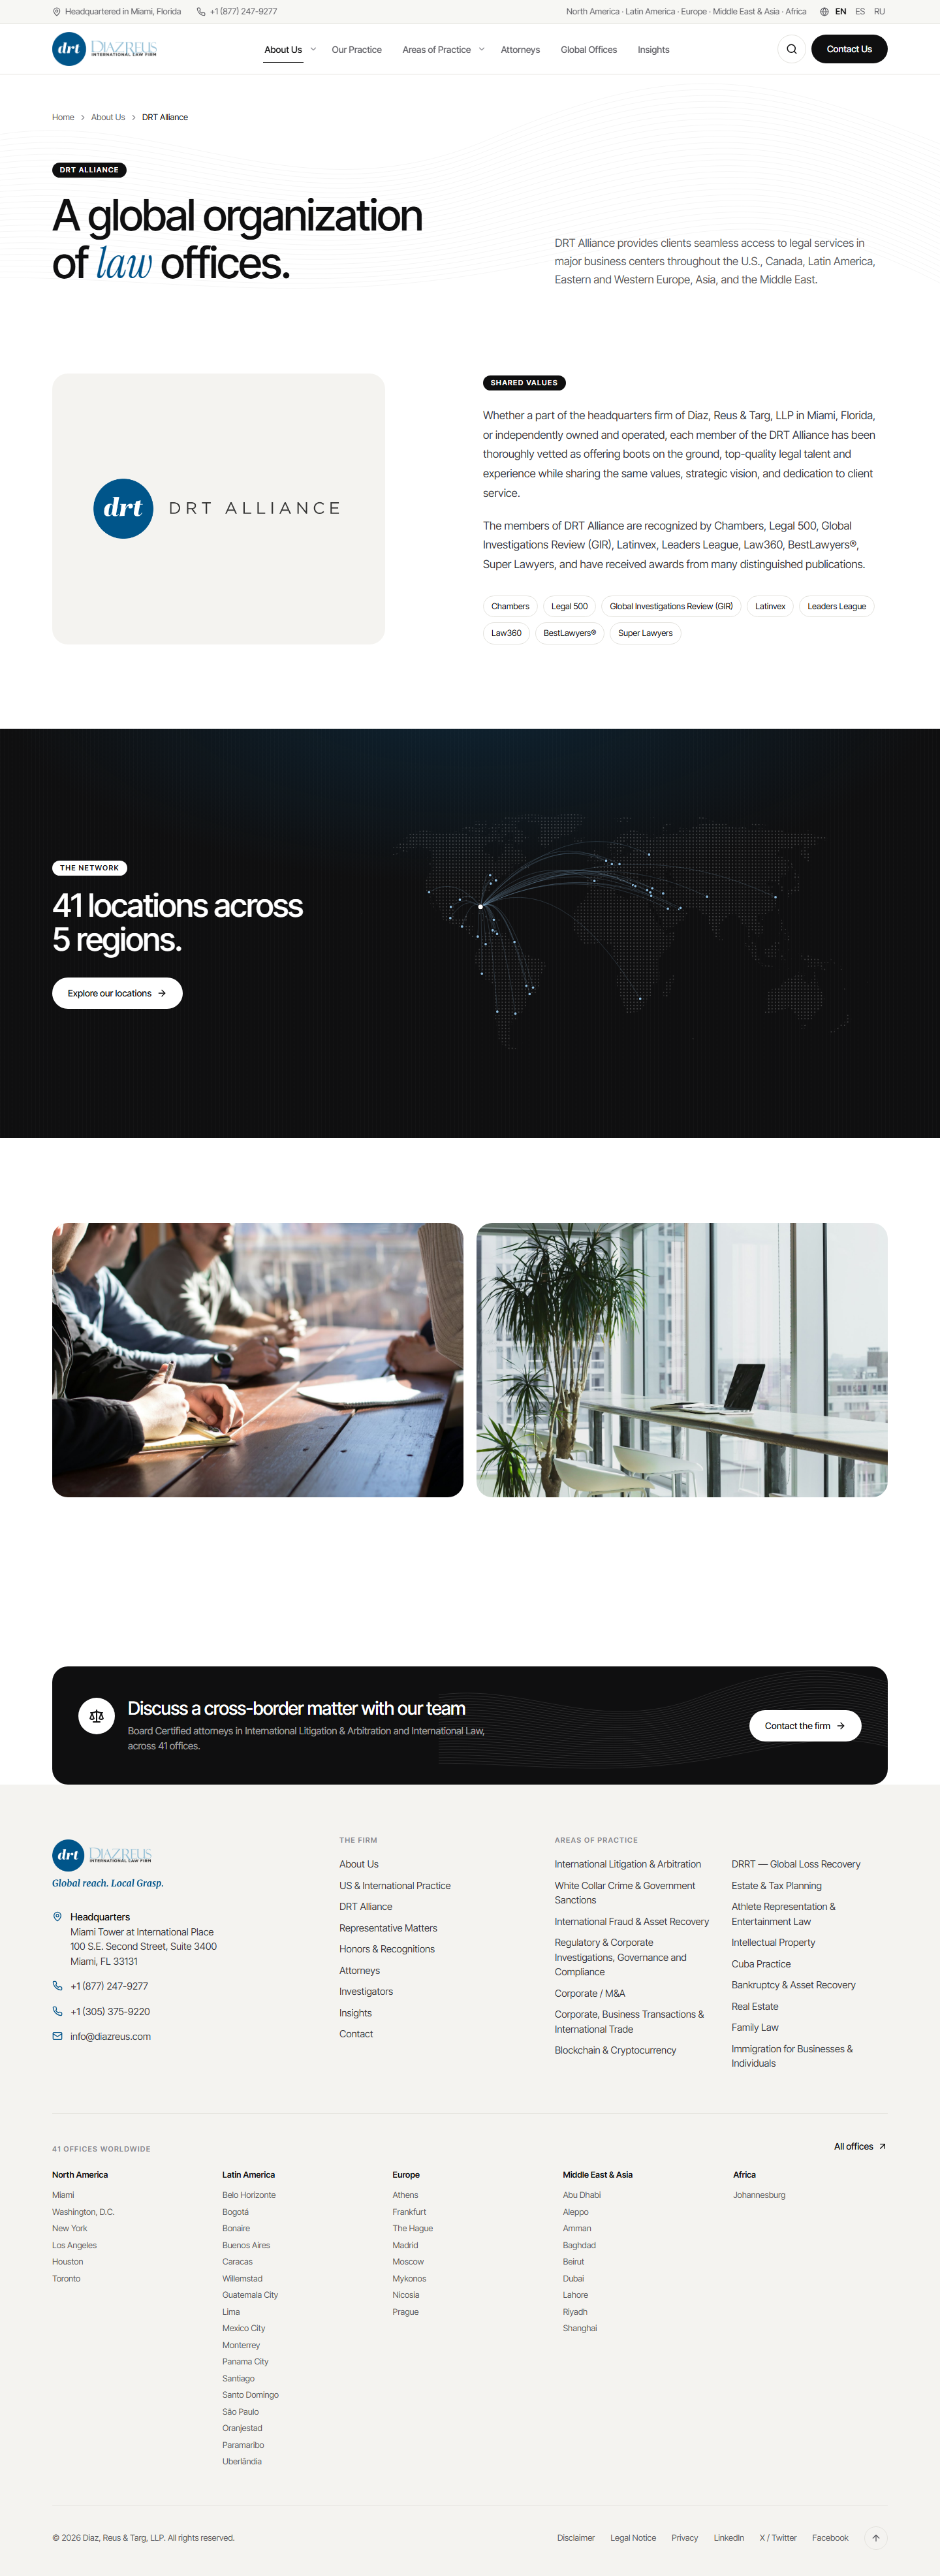 Headquartered in Miami, Florida
+1 (877) 247-9277
North America · Latin America · Europe · Middle East & Asia · Africa
EN ES RU
drt DIAZREUS
INTERNATIONAL LAW FIRM
About Us
Our Practice
Areas of Practice
Attorneys
Global Offices
Insights
Contact Us
Home > About Us > DRT Alliance
DRT ALLIANCE
A global organization
of law offices.
DRT Alliance provides clients seamless access to legal services in
major business centers throughout the U.S., Canada, Latin America,
Eastern and Western Europe, Asia, and the Middle East.
drt DRT ALLIANCE
SHARED VALUES
Whether a part of the headquarters firm of Diaz, Reus & Targ, LLP in Miami, Florida,
or independently owned and operated, each member of the DRT Alliance has been
thoroughly vetted as offering boots on the ground, top-quality legal talent and
experience while sharing the same values, strategic vision, and dedication to client
service.
The members of DRT Alliance are recognized by Chambers, Legal 500, Global
Investigations Review (GIR), Latinvex, Leaders League, Law360, BestLawyers®,
Super Lawyers, and have received awards from many distinguished publications.
Chambers
Legal 500
Global Investigations Review (GIR)
Latinvex
Leaders League
Law360
BestLawyers®
Super Lawyers
THE NETWORK
41 locations across
5 regions.
Explore our locations
Discuss a cross-border matter with our team
Board Certified attorneys in International Litigation & Arbitration and International Law,
across 41 offices.
Contact the firm
drt DIAZREUS
INTERNATIONAL LAW FIRM
Global reach. Local Grasp.
Headquarters
Miami Tower at International Place
100 S.E. Second Street, Suite 3400
Miami, FL 33131
+1 (877) 247-9277
+1 (305) 375-9220
info@diazreus.com
THE FIRM
About Us
US & International Practice
DRT Alliance
Representative Matters
Honors & Recognitions
Attorneys
Investigators
Insights
Contact
AREAS OF PRACTICE
International Litigation & Arbitration
White Collar Crime & Government
Sanctions
International Fraud & Asset Recovery
Regulatory & Corporate
Investigations, Governance and
Compliance
Corporate / M&A
Corporate, Business Transactions &
International Trade
Blockchain & Cryptocurrency
DRRT — Global Loss Recovery
Estate & Tax Planning
Athlete Representation &
Entertainment Law
Intellectual Property
Cuba Practice
Bankruptcy & Asset Recovery
Real Estate
Family Law
Immigration for Businesses &
Individuals
41 OFFICES WORLDWIDE
All offices
North America
Miami
Washington, D.C.
New York
Los Angeles
Houston
Toronto
Latin America
Belo Horizonte
Bogotá
Bonaire
Buenos Aires
Caracas
Willemstad
Guatemala City
Lima
Mexico City
Monterrey
Panama City
Santiago
Santo Domingo
São Paulo
Oranjestad
Paramaribo
Uberlândia
Europe
Athens
Frankfurt
The Hague
Madrid
Moscow
Mykonos
Nicosia
Prague
Middle East & Asia
Abu Dhabi
Aleppo
Amman
Baghdad
Beirut
Dubai
Lahore
Riyadh
Shanghai
Africa
Johannesburg
© 2026 Diaz, Reus & Targ, LLP. All rights reserved.
Disclaimer
Legal Notice
Privacy
LinkedIn
X / Twitter
Facebook